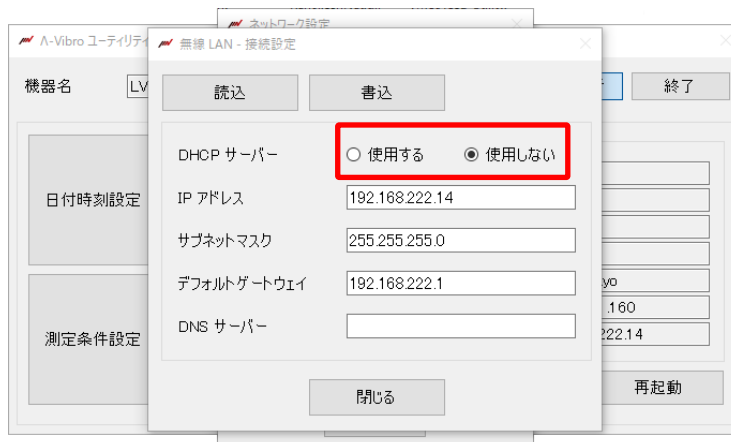 ネットワーク設定
Λ-Vibro ユーティリティ
無線 LAN - 接続設定
機器名
LV
終了
読込
書込
DHCP サーバー
使用する
使用しない
IP アドレス
192.168.222.14
サブネットマスク
255.255.255.0
デフォルトゲートウェイ
192.168.222.1
DNS サーバー
日付時刻設定
測定条件設定
yo
.160
222.14
閉じる
再起動